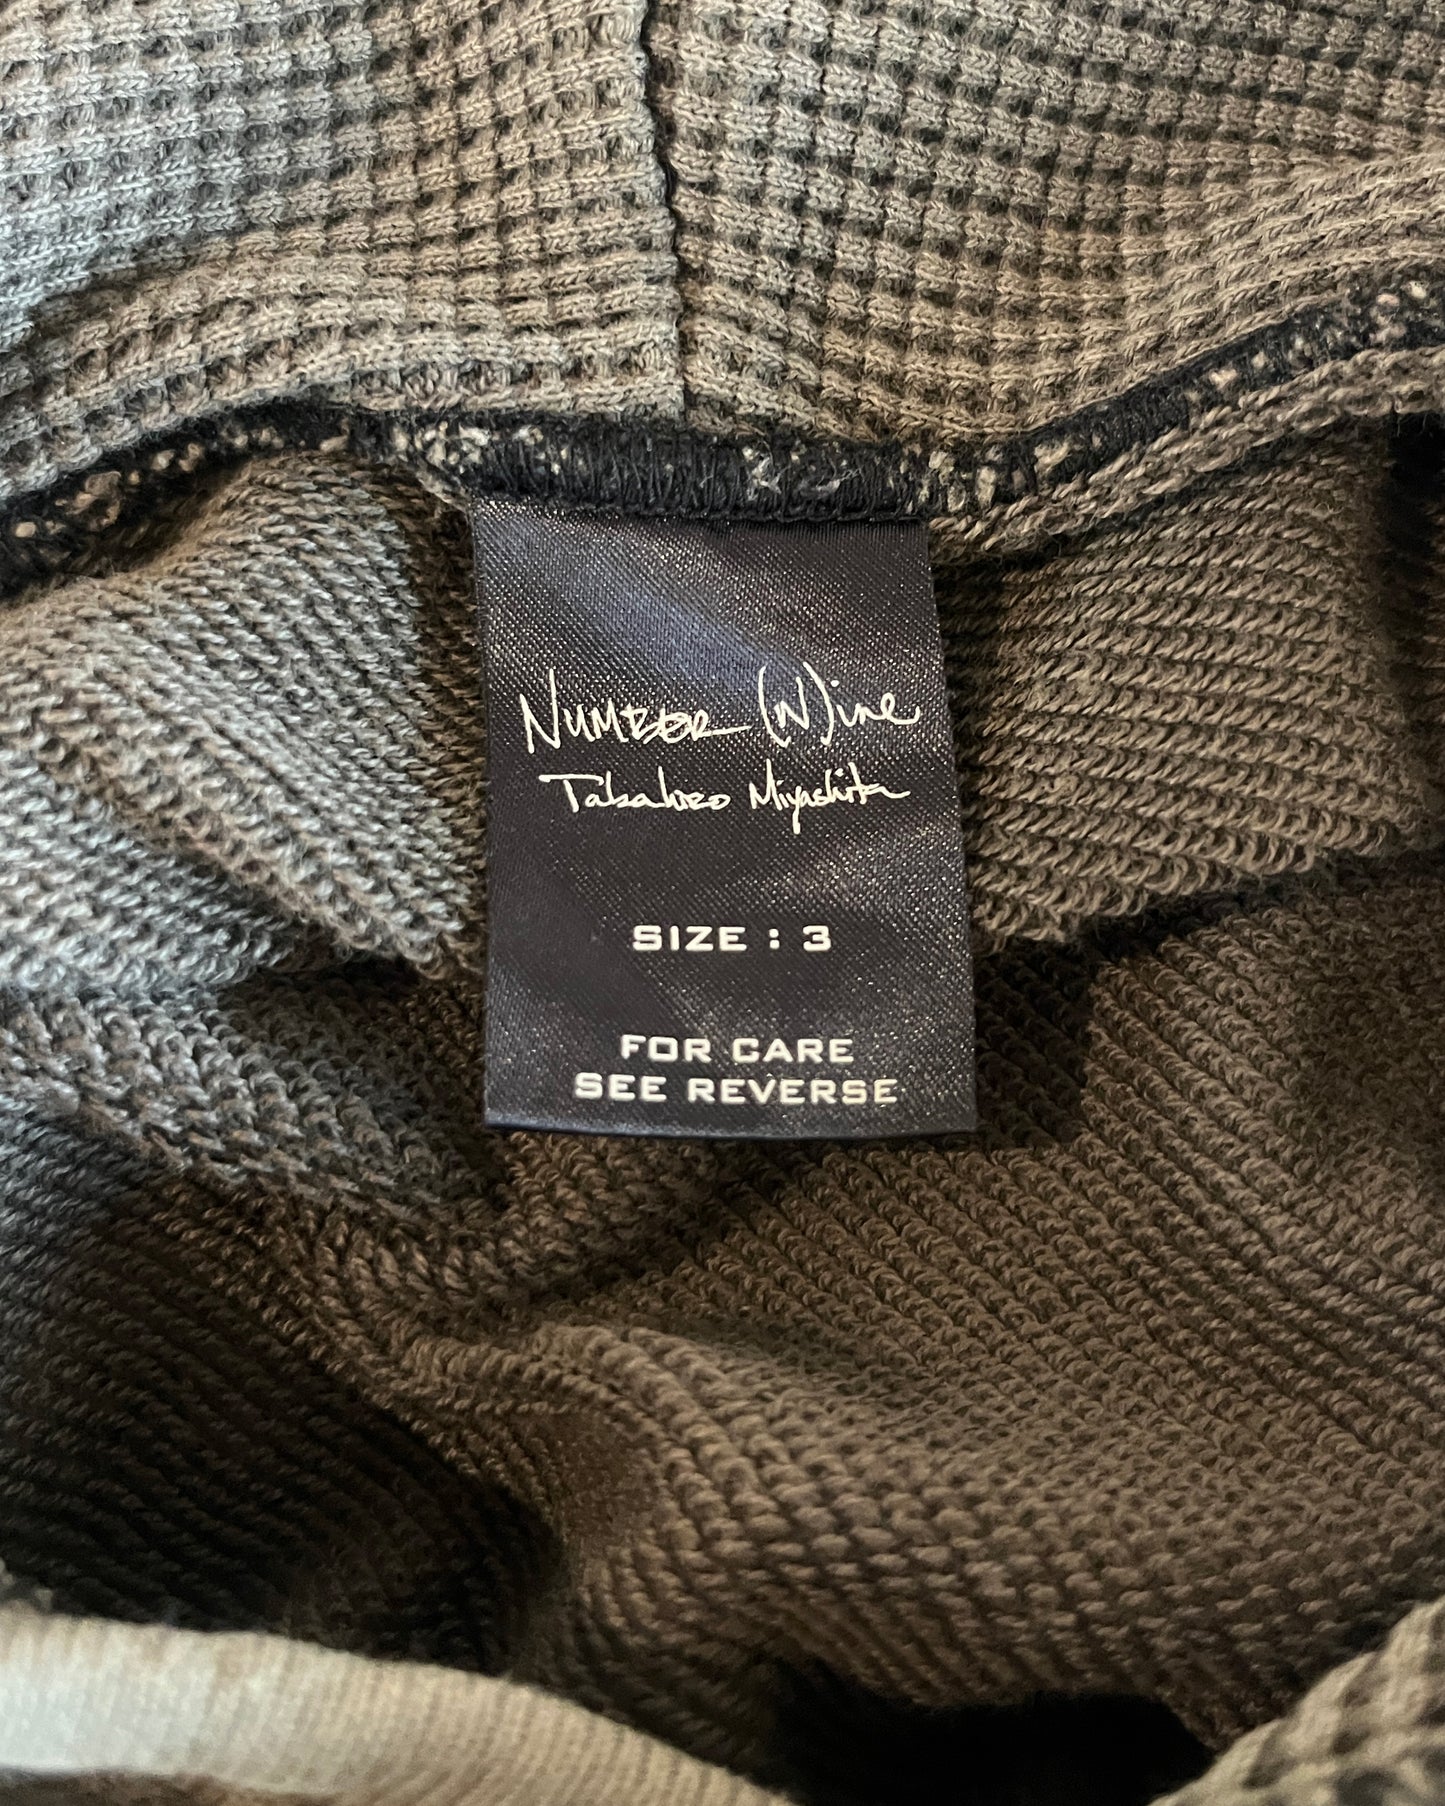 Number (N)ine
Takahiro Miyashita
SIZE : 3
FOR CARE
SEE REVERSE